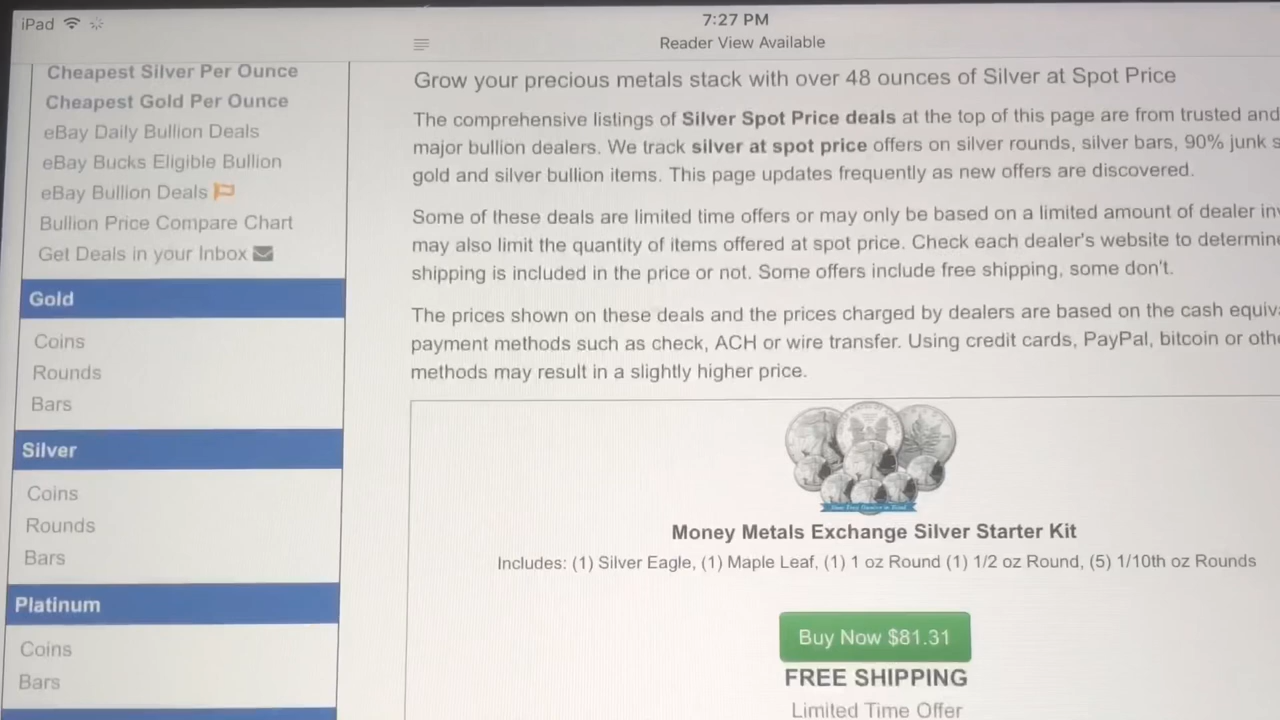 iPad
7:27 PM
Reader View Available
Cheapest Silver Per Ounce
Cheapest Gold Per Ounce
eBay Daily Bullion Deals
eBay Bucks Eligible Bullion
eBay Bullion Deals
Bullion Price Compare Chart
Get Deals in your Inbox
Gold
Coins
Rounds
Bars
Silver
Coins
Rounds
Bars
Platinum
Coins
Bars
Grow your precious metals stack with over 48 ounces of Silver at Spot Price
The comprehensive listings of Silver Spot Price deals at the top of this page are from trusted and
major bullion dealers. We track silver at spot price offers on silver rounds, silver bars, 90% junk s
gold and silver bullion items. This page updates frequently as new offers are discovered.
Some of these deals are limited time offers or may only be based on a limited amount of dealer in
may also limit the quantity of items offered at spot price. Check each dealer's website to determin
shipping is included in the price or not. Some offers include free shipping, some don't.
The prices shown on these deals and the prices charged by dealers are based on the cash equiv
payment methods such as check, ACH or wire transfer. Using credit cards, PayPal, bitcoin or oth
methods may result in a slightly higher price.
Money Metals Exchange Silver Starter Kit
Includes: (1) Silver Eagle, (1) Maple Leaf, (1) 1 oz Round (1) 1/2 oz Round, (5) 1/10th oz Rounds
Buy Now $81.31
FREE SHIPPING
Limited Time Offer